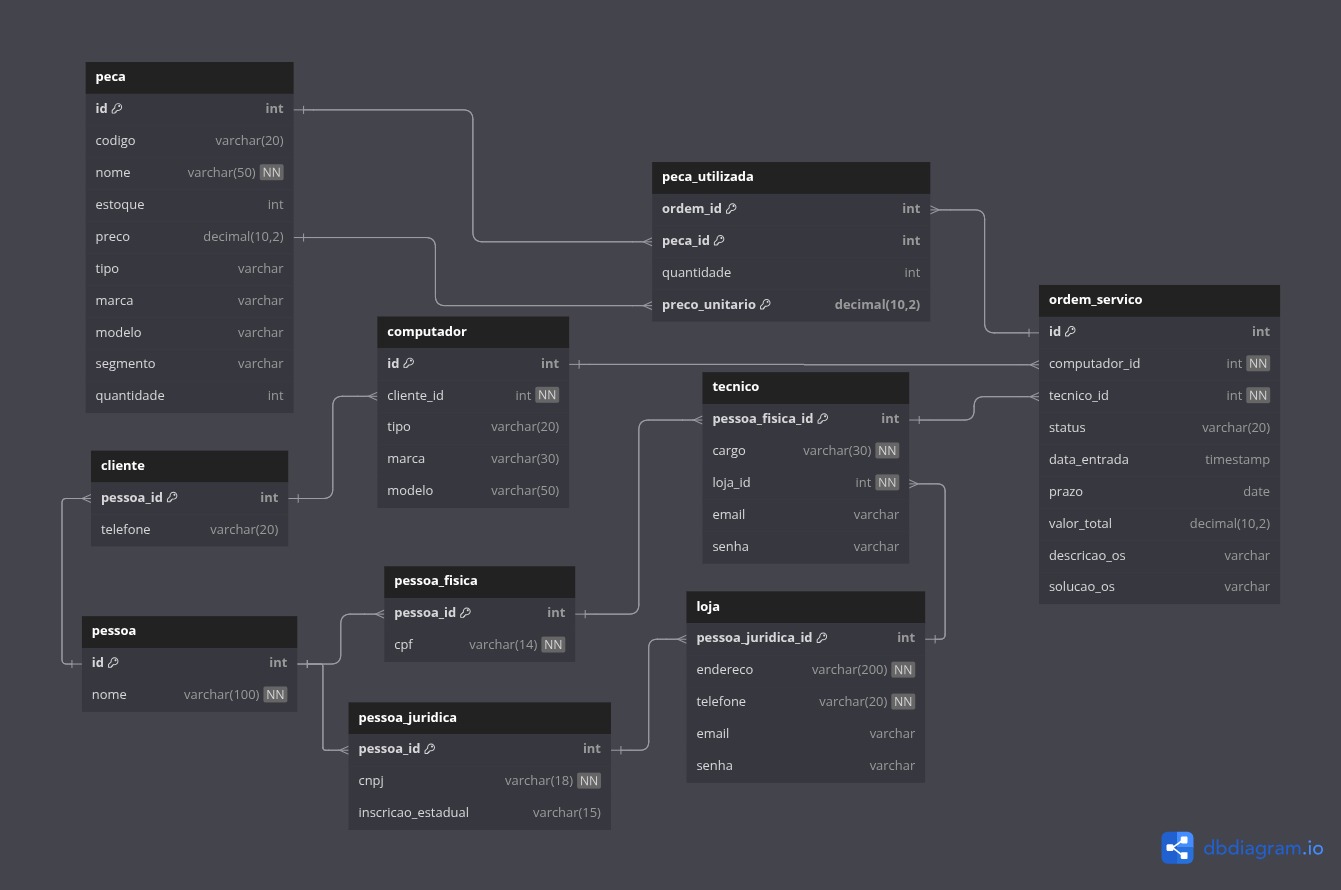 peca
id int
codigo varchar(20)
nome varchar(50) NN
estoque int
preco decimal(10,2)
tipo varchar
marca varchar
modelo varchar
segmento varchar
quantidade int
peca_utilizada
ordem_id int
peca_id int
quantidade int
preco_unitario decimal(10,2)
ordem_servico
id int
computador_id int NN
tecnico_id int NN
status varchar(20)
data_entrada timestamp
prazo date
valor_total decimal(10,2)
descricao_os varchar
solucao_os varchar
computador
id int
cliente_id int NN
tipo varchar(20)
marca varchar(30)
modelo varchar(50)
tecnico
pessoa_fisica_id int
cargo varchar(30) NN
loja_id int NN
email varchar
senha varchar
cliente
pessoa_id int
telefone varchar(20)
pessoa_fisica
pessoa_id int
cpf varchar(14) NN
loja
pessoa_juridica_id int
endereco varchar(200) NN
telefone varchar(20) NN
email varchar
senha varchar
pessoa
id int
nome varchar(100) NN
pessoa_juridica
pessoa_id int
cnpj varchar(18) NN
inscricao_estadual varchar(15)
dbdiagram.io